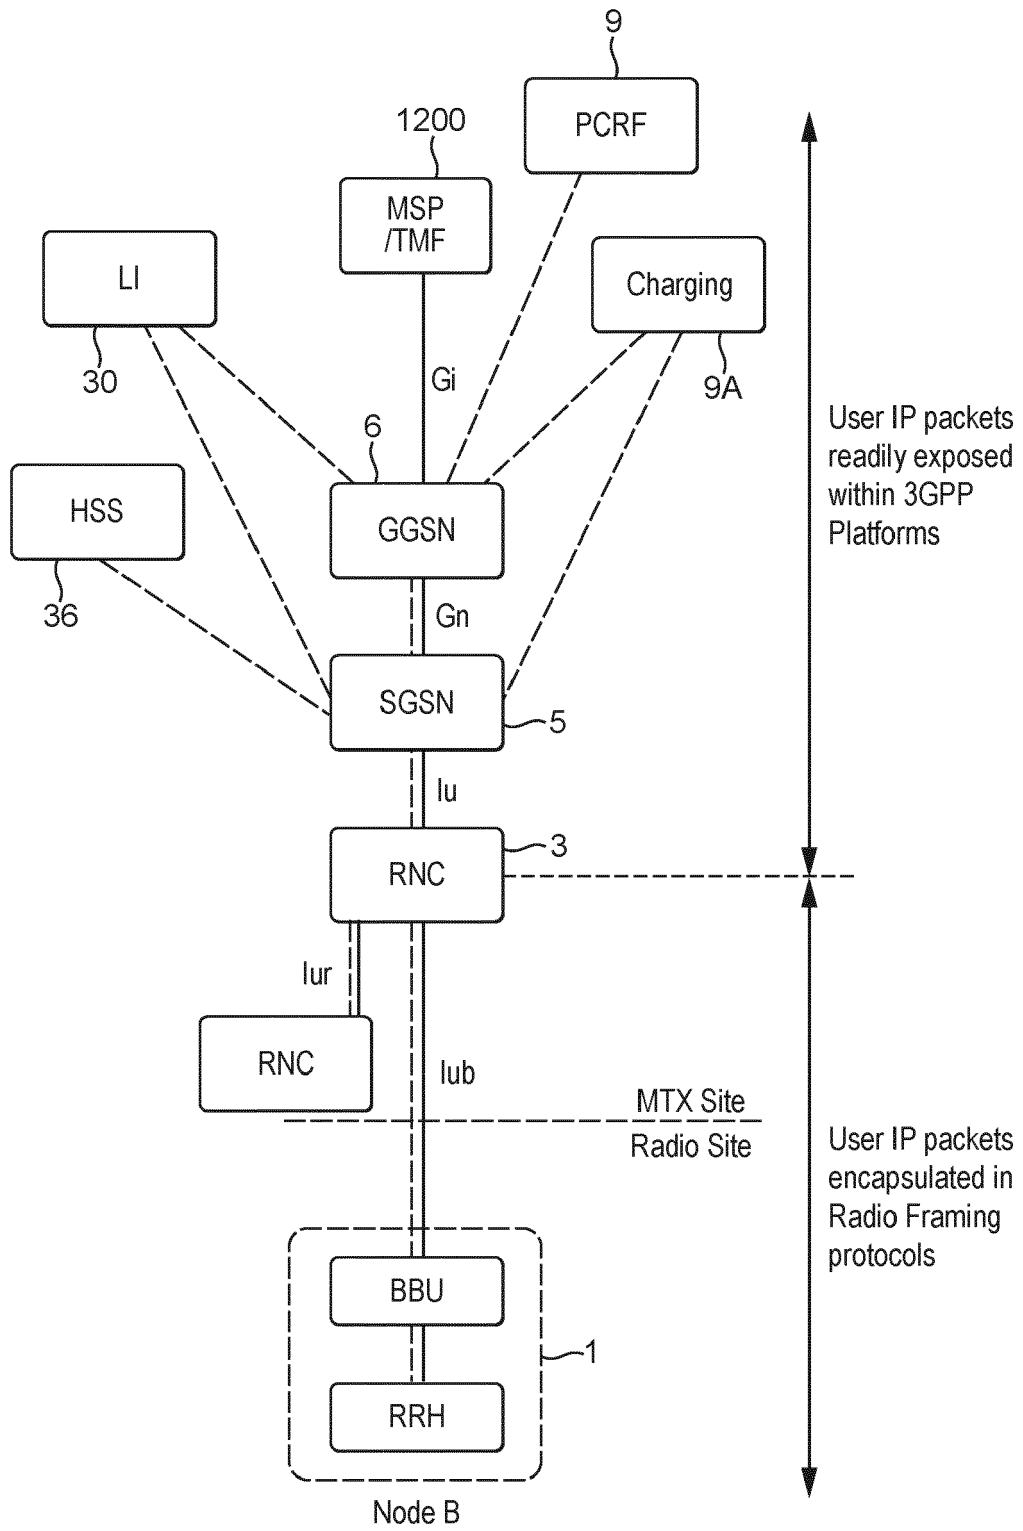 9
PCRF
1200
MSP
/TMF
LI
Charging
30
Gi
9A
User IP packets
readily exposed
within 3GPP
Platforms
6
HSS
GGSN
36
Gn
SGSN
5
Iu
3
RNC
Iur
RNC
Iub
MTX Site
Radio Site
User IP packets
encapsulated in
Radio Framing
protocols
BBU
1
RRH
Node B